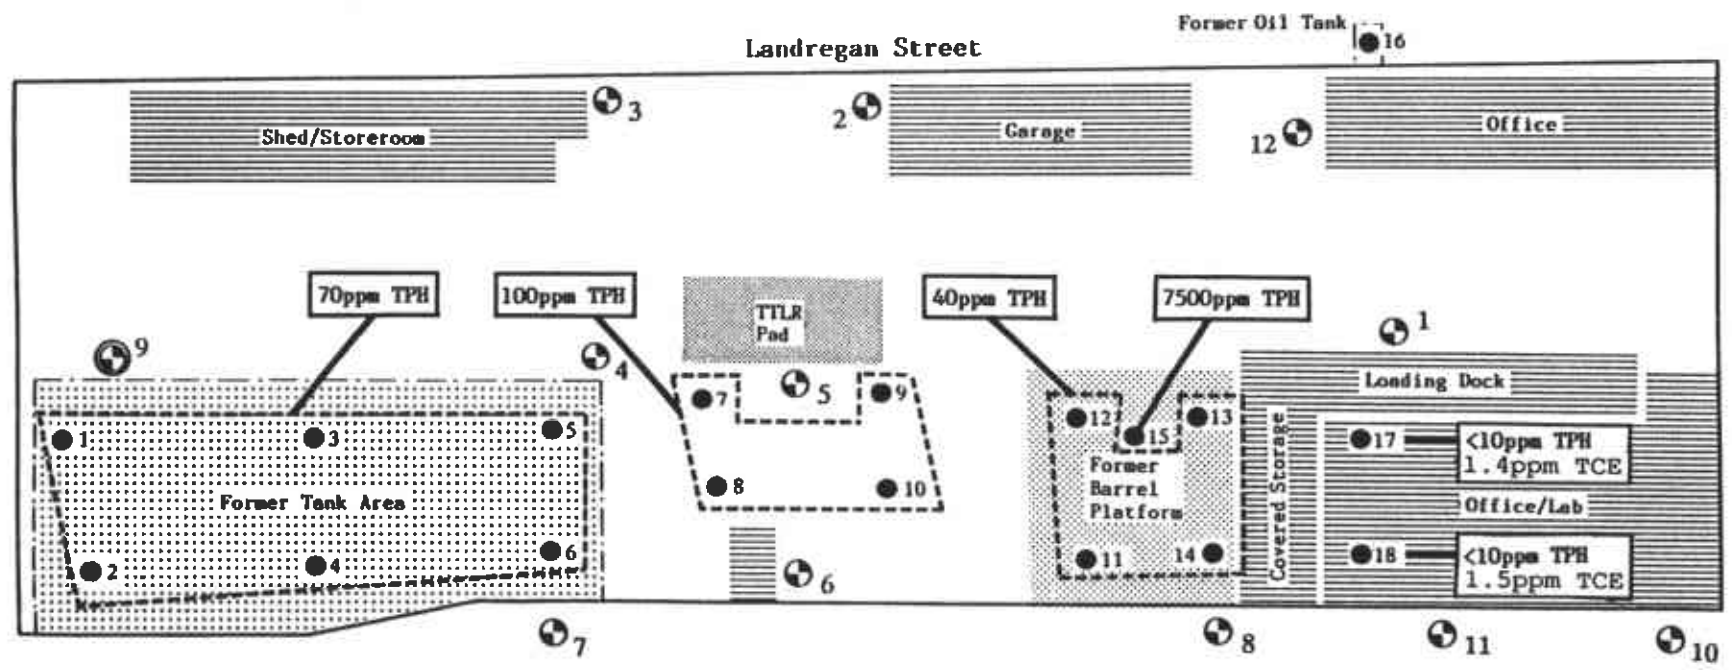 Former Oil Tank
16
Landregan Street
3
2
Shed/Storeroom
Garage
12
Office
70ppm TPH
100ppm TPH
40ppm TPH
7500ppm TPH
TTLR
Pad
1
9
4
5
Loading Dock
7
9
12
13
1
3
5
15
17
<10ppm TPH
1.4ppm TCE
Former
Barrel
Platform
8
10
Former Tank Area
Covered Storage
Office/Lab
2
4
6
6
11
14
18
<10ppm TPH
1.5ppm TCE
7
8
11
10